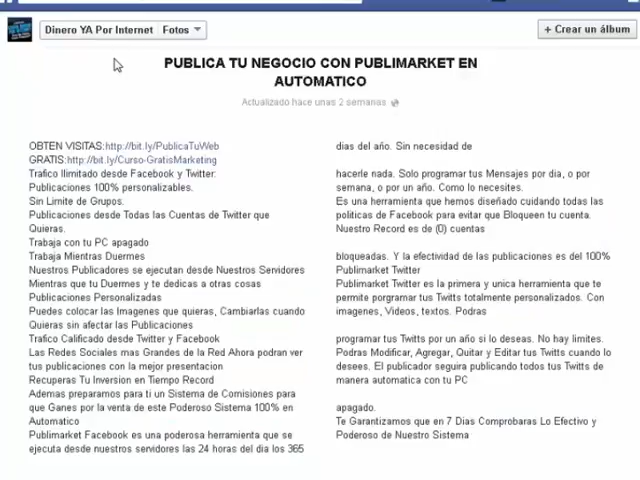 Dinero YA Por Internet Fotos
+ Crear un álbum
PUBLICA TU NEGOCIO CON PUBLIMARKET EN
AUTOMATICO
Actualizado hace unas 2 semanas
OBTEN VISITAS:http://bit.ly/PublicaTuWeb
GRATIS:http://bit.ly/Curso-GratisMarketing
Trafico Ilimitado desde Facebook y Twitter:
Publicaciones 100% personalizables.
Sin Limite de Grupos.
Publicaciones desde Todas las Cuentas de Twitter que
Quieras.
Trabaja con tu PC apagado
Trabaja Mientras Duermes
Nuestros Publicadores se ejecutan desde Nuestros Servidores
Mientras que tu Duermes y te dedicas a otras cosas
Publicaciones Personalizadas
Puedes colocar las Imagenes que quieras, Cambiarlas cuando
Quieras sin afectar las Publicaciones
Trafico Calificado desde Twitter y Facebook
Las Redes Sociales mas Grandes de la Red Ahora podran ver
tus publicaciones con la mejor presentacion
Recuperas Tu Inversion en Tiempo Record
Ademas preparamos para ti un Sistema de Comisiones para
que Ganes por la venta de este Poderoso Sistema 100% en
Automatico
Publimarket Facebook es una poderosa herramienta que se
ejecuta desde nuestros servidores las 24 horas del dia los 365
dias del año. Sin necesidad de
hacerle nada. Solo programar tus Mensajes por dia, o por
semana, o por un año. Como lo necesites.
Es una herramienta que hemos diseñado cuidando todas las
politicas de Facebook para evitar que Bloqueen tu cuenta.
Nuestro Record es de (0) cuentas
bloqueadas. Y la efectividad de las publicaciones es del 100%
Publimarket Twitter
Publimarket Twitter es la primera y unica herramienta que te
permite porgramar tus Twitts totalmente personalizados. Con
imagenes, Videos, textos. Podras
programar tus Twitts por un año si lo deseas. No hay limites.
Podras Modificar, Agregar, Quitar y Editar tus Twitts cuando lo
desees. El publicador seguira publicando todos tus Twitts de
manera automatica con tu PC
apagado.
Te Garantizamos que en 7 Dias Comprobaras Lo Efectivo y
Poderoso de Nuestro Sistema